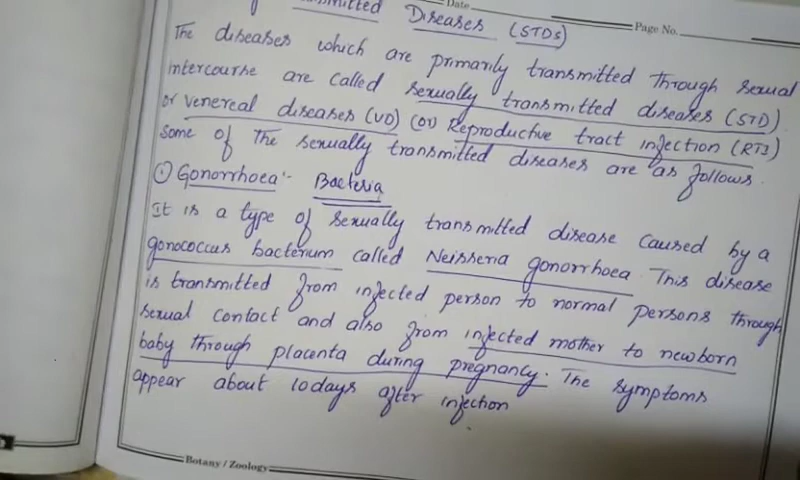 Date
Page No.
Transmitted Diseases (STDs)
The diseases which are primarily transmitted through sexual
intercourse are called sexually transmitted diseases (STD)
or venereal diseases (VD) (or) Reproductive tract infection (RTI)
Some of the sexually transmitted diseases are as follows.
① Gonorrhoea :- Bacteria
It is a type of sexually transmitted disease caused by a
gonococcus bacterium called Neisseria gonorrhoea. This disease
is transmitted from infected person to normal persons through
sexual contact and also from infected mother to newborn
baby through placenta during pregnancy. The symptoms
appear about 10days after infection
Botany / Zoology